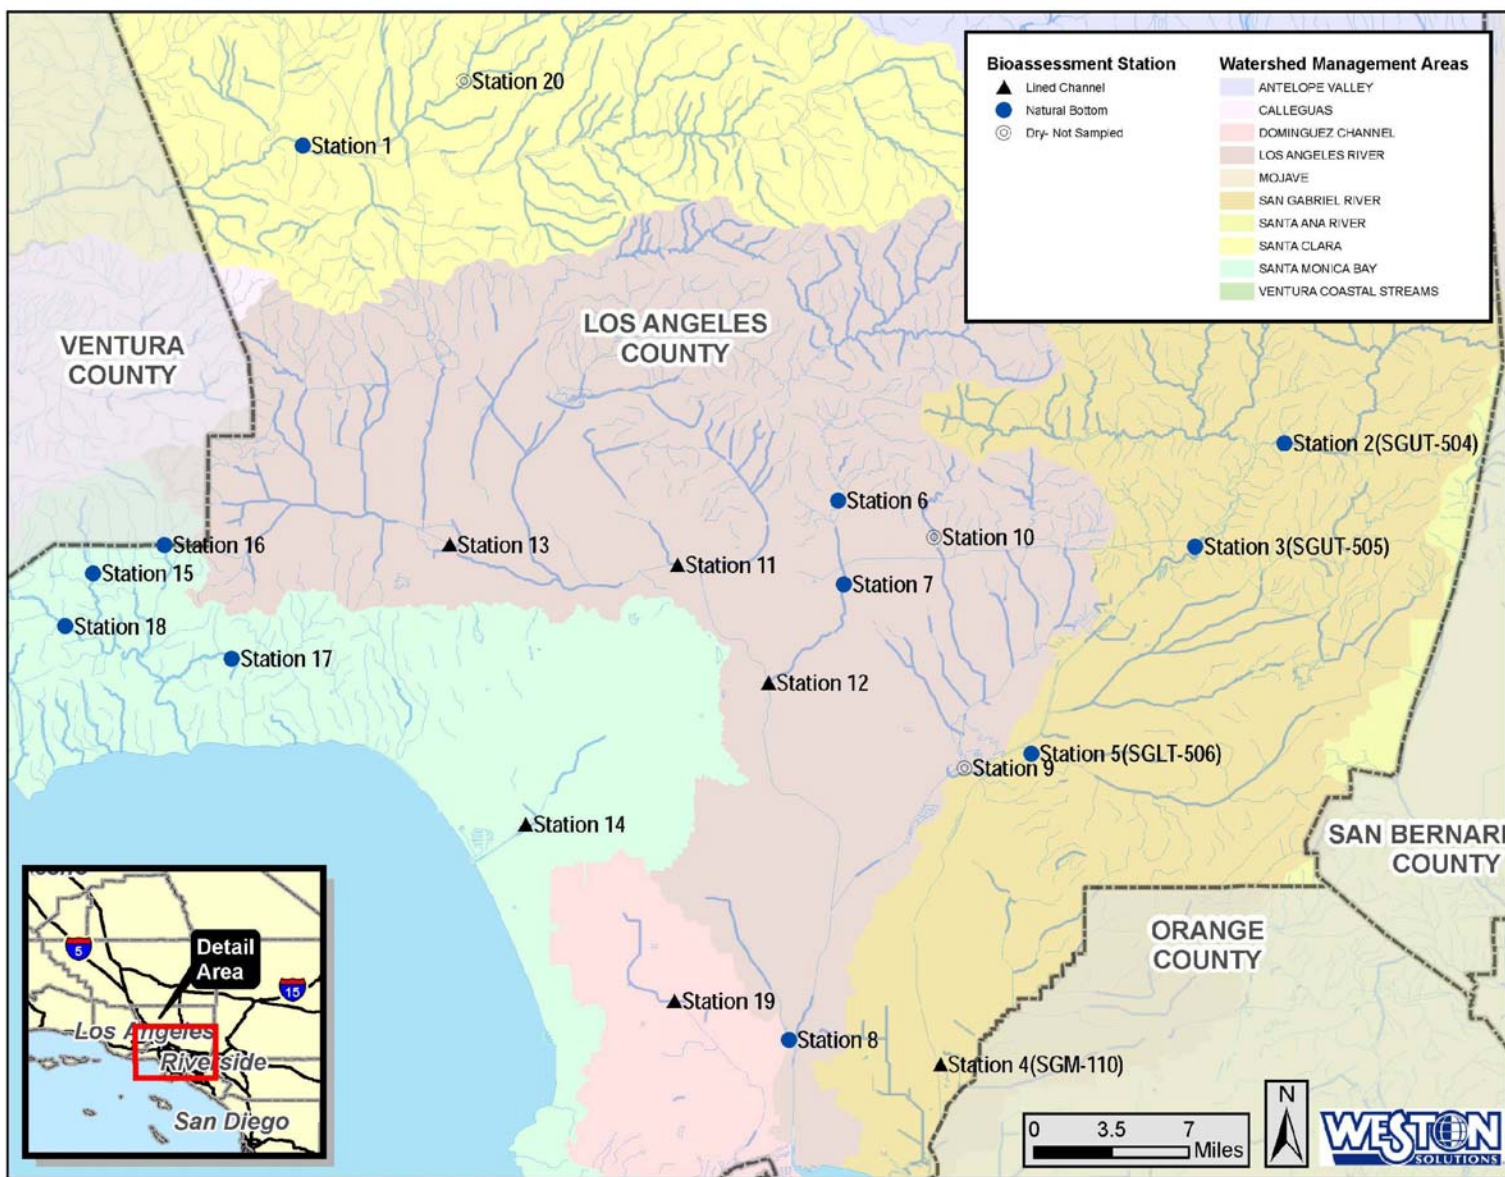 Bioassessment Station
Lined Channel
Natural Bottom
Dry- Not Sampled
Watershed Management Areas
ANTELOPE VALLEY
CALLEGUAS
DOMINGUEZ CHANNEL
LOS ANGELES RIVER
MOJAVE
SAN GABRIEL RIVER
SANTA ANA RIVER
SANTA CLARA
SANTA MONICA BAY
VENTURA COASTAL STREAMS
Station 20
Station 1
LOS ANGELES
COUNTY
VENTURA
COUNTY
Station 2(SGUT-504)
Station 6
Station 10
Station 3(SGUT-505)
Station 16
Station 13
Station 11
Station 15
Station 7
Station 18
Station 17
Station 12
Station 5(SGLT-506)
Station 9
Station 14
SAN BERNAR
COUNTY
ORANGE
COUNTY
Station 19
Station 8
Station 4(SGM-110)
Detail
Area
5
15
Los Angeles
Riverside
San Diego
0 3.5 7
Miles
N
WESTON
SOLUTIONS